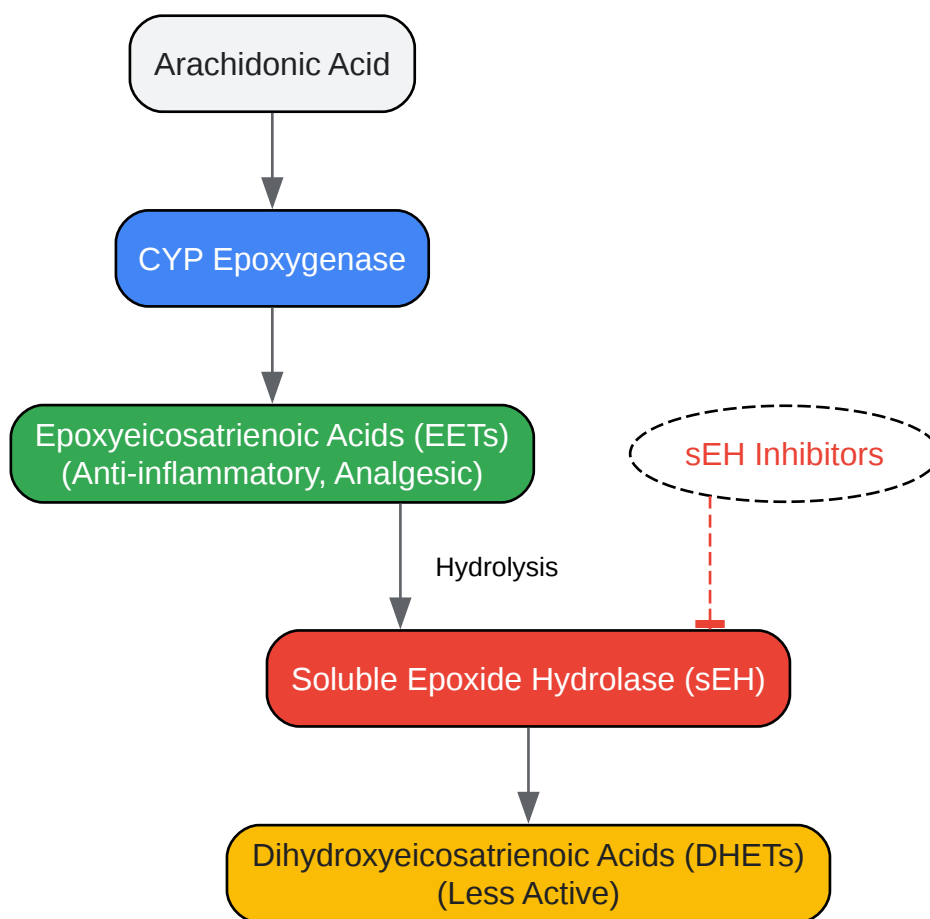 Arachidonic Acid
CYP Epoxygenase
Epoxyeicosatrienoic Acids (EETs)
(Anti-inflammatory, Analgesic)
sEH Inhibitors
Hydrolysis
Soluble Epoxide Hydrolase (sEH)
Dihydroxyeicosatrienoic Acids (DHETs)
(Less Active)